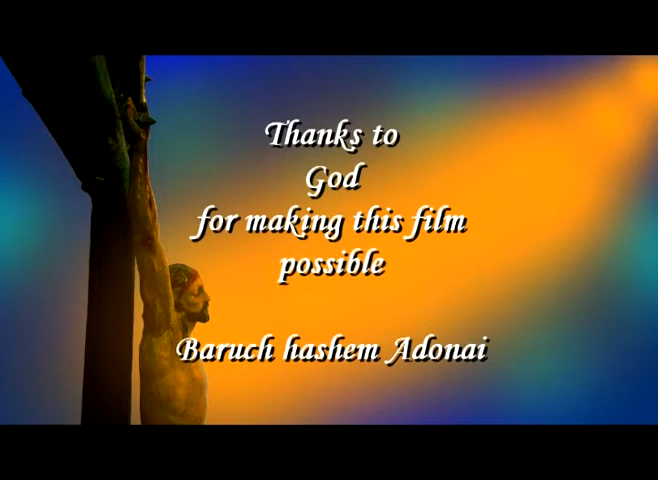 Thanks to
God
for making this film
possible
Baruch hashem Adonai